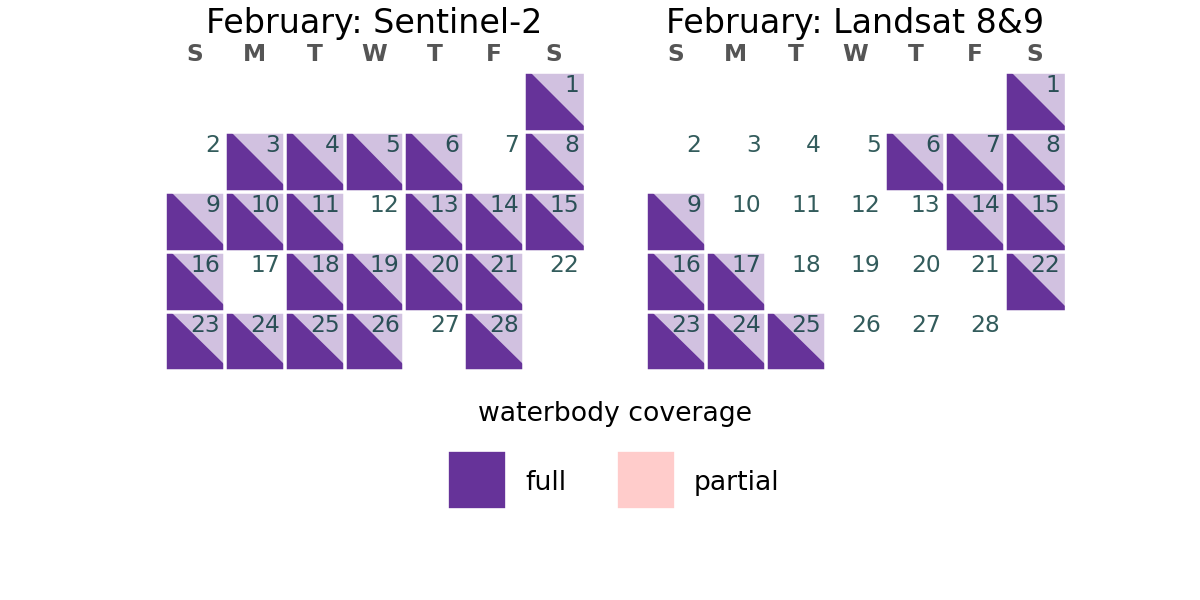 February: Sentinel-2
S M T W T F S
1
2 3 4 5 6 7 8
9 10 11 12 13 14 15
16 17 18 19 20 21 22
23 24 25 26 27 28
February: Landsat 8&9
S M T W T F S
1
2 3 4 5 6 7 8
9 10 11 12 13 14 15
16 17 18 19 20 21 22
23 24 25 26 27 28
waterbody coverage
full partial